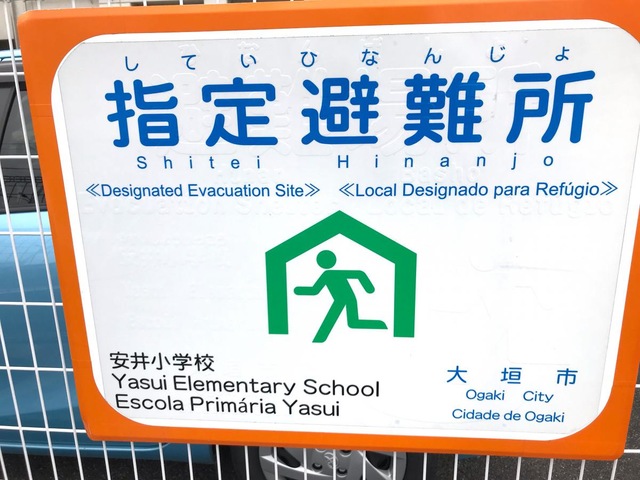 していひなんじょ
指定避難所
Shitei Hinanjo
≪Designated Evacuation Site≫ ≪Local Designado para Refúgio≫
安井小学校
Yasui Elementary School
Escola Primária Yasui
大垣市
Ogaki City
Cidade de Ogaki